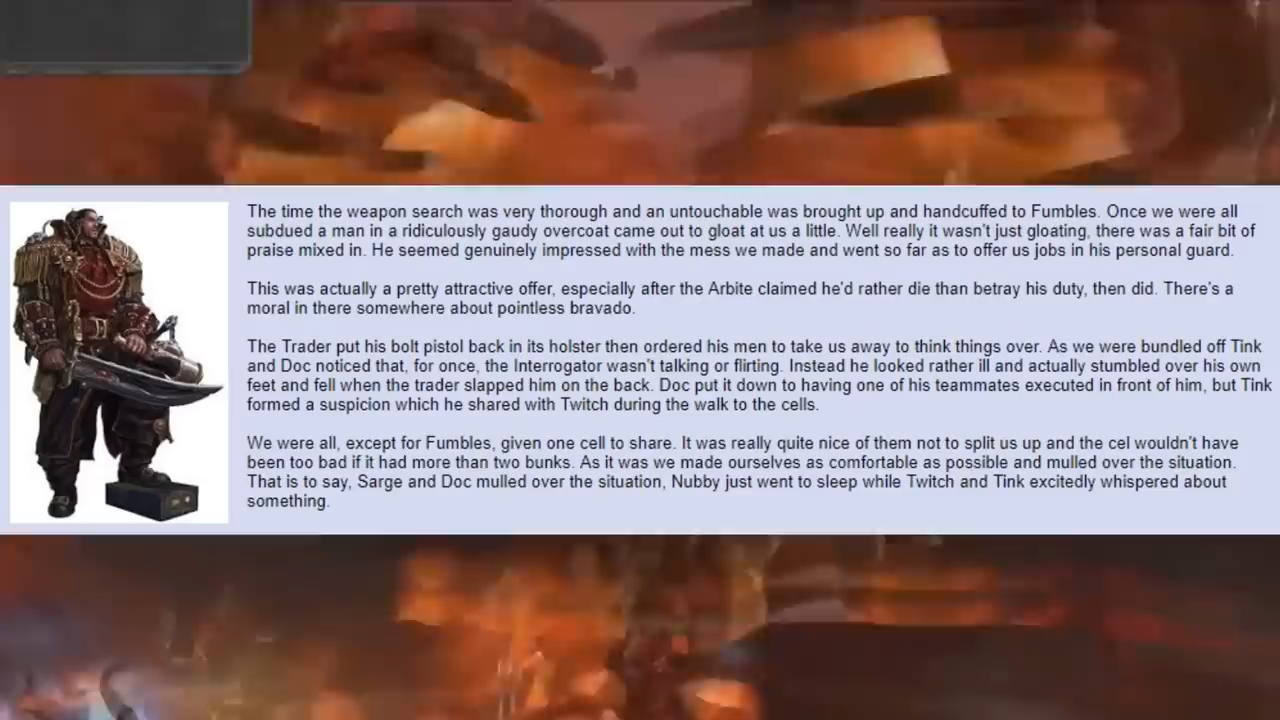 The time the weapon search was very thorough and an untouchable was brought up and handcuffed to Fumbles. Once we were all
subdued a man in a ridiculously gaudy overcoat came out to gloat at us a little. Well really it wasn't just gloating, there was a fair bit of
praise mixed in. He seemed genuinely impressed with the mess we made and went so far as to offer us jobs in his personal guard.
This was actually a pretty attractive offer, especially after the Arbite claimed he'd rather die than betray his duty, then did. There's a
moral in there somewhere about pointless bravado.
The Trader put his bolt pistol back in its holster then ordered his men to take us away to think things over. As we were bundled off Tink
and Doc noticed that, for once, the Interrogator wasn't talking or flirting. Instead he looked rather ill and actually stumbled over his own
feet and fell when the trader slapped him on the back. Doc put it down to having one of his teammates executed in front of him, but Tink
formed a suspicion which he shared with Twitch during the walk to the cells.
We were all, except for Fumbles, given one cell to share. It was really quite nice of them not to split us up and the cel wouldn't have
been too bad if it had more than two bunks. As it was we made ourselves as comfortable as possible and mulled over the situation.
That is to say, Sarge and Doc mulled over the situation, Nubby just went to sleep while Twitch and Tink excitedly whispered about
something.